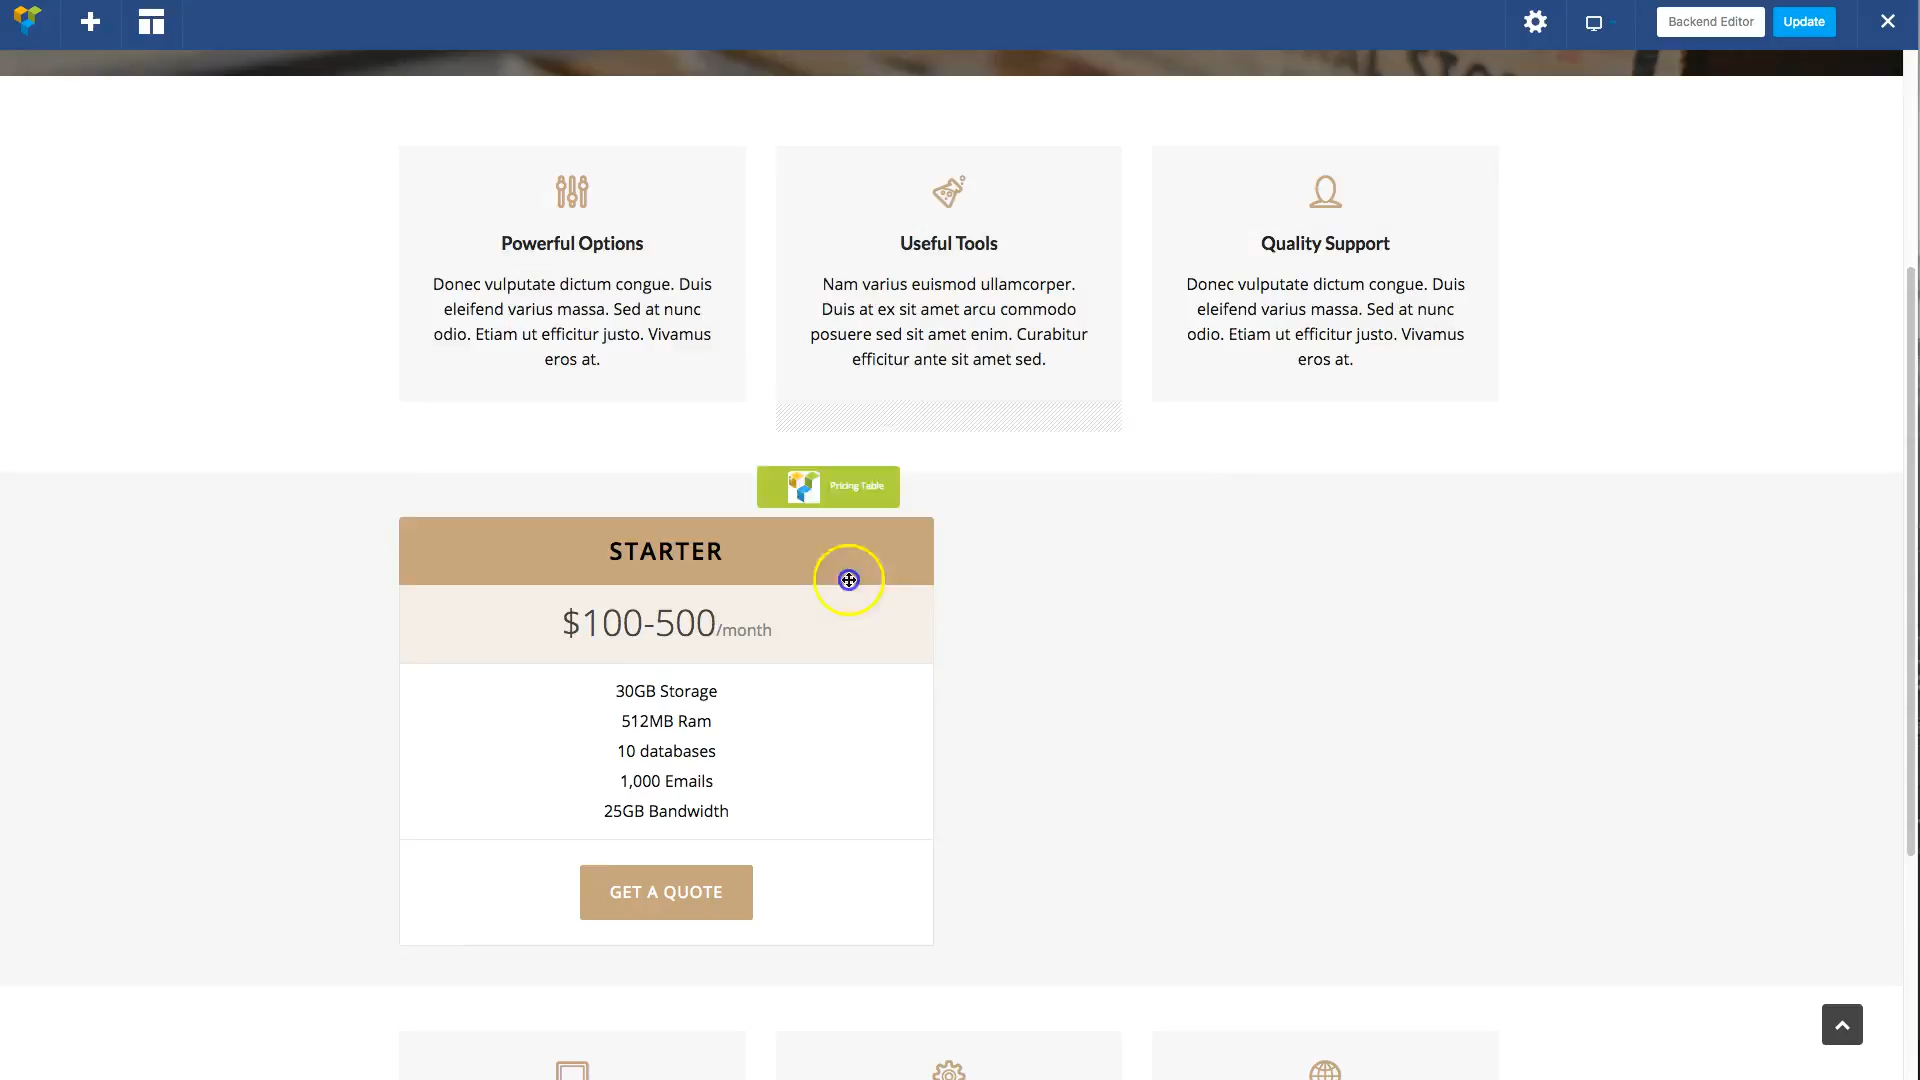 Backend Editor
Update
Powerful Options
Donec vulputate dictum congue. Duis
eleifend varius massa. Sed at nunc
odio. Etiam ut efficitur justo. Vivamus
eros at.
Useful Tools
Nam varius euismod ullamcorper.
Duis at ex sit amet arcu commodo
posuere sed sit amet enim. Curabitur
efficitur ante sit amet sed.
Quality Support
Donec vulputate dictum congue. Duis
eleifend varius massa. Sed at nunc
odio. Etiam ut efficitur justo. Vivamus
eros at.
Pricing Table
STARTER
$100-500/month
30GB Storage
512MB Ram
10 databases
1,000 Emails
25GB Bandwidth
GET A QUOTE